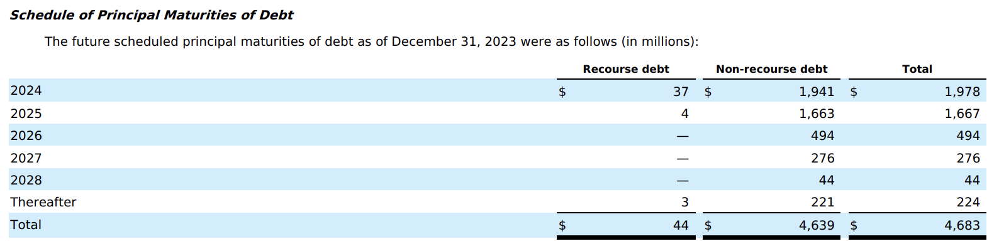 Schedule of Principal Maturities of Debt
The future scheduled principal maturities of debt as of December 31, 2023 were as follows (in millions):
Recourse debt Non-recourse debt Total
2024 $ 37 $ 1,941 $ 1,978
2025 4 1,663 1,667
2026 — 494 494
2027 — 276 276
2028 — 44 44
Thereafter 3 221 224
Total $ 44 $ 4,639 $ 4,683